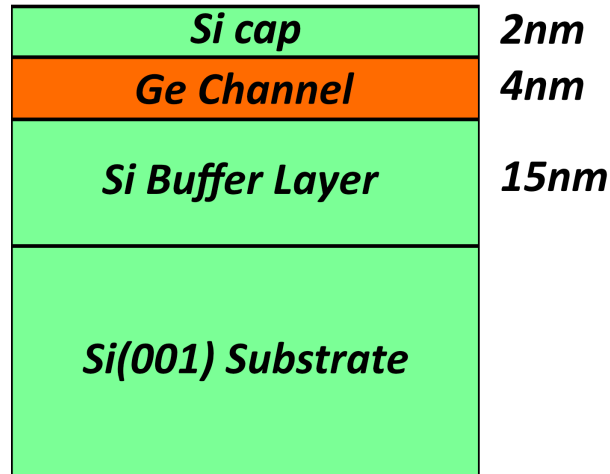 Si cap 2nm
Ge Channel 4nm
Si Buffer Layer 15nm
Si(001) Substrate